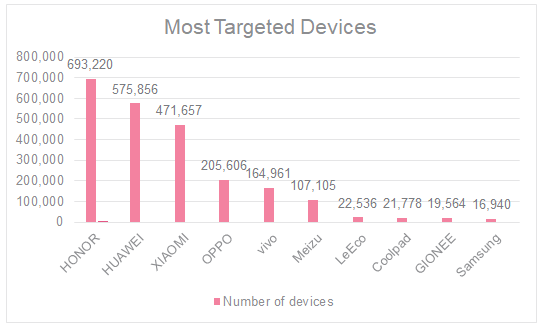 Most Targeted Devices
800,000
700,000
600,000
500,000
400,000
300,000
200,000
100,000
0
693,220
575,856
471,657
205,606
164,961
107,105
22,536
21,778
19,564
16,940
HONOR
HUAWEI
XIAOMI
OPPO
vivo
Meizu
LeEco
Coolpad
GIONEE
Samsung
Number of devices